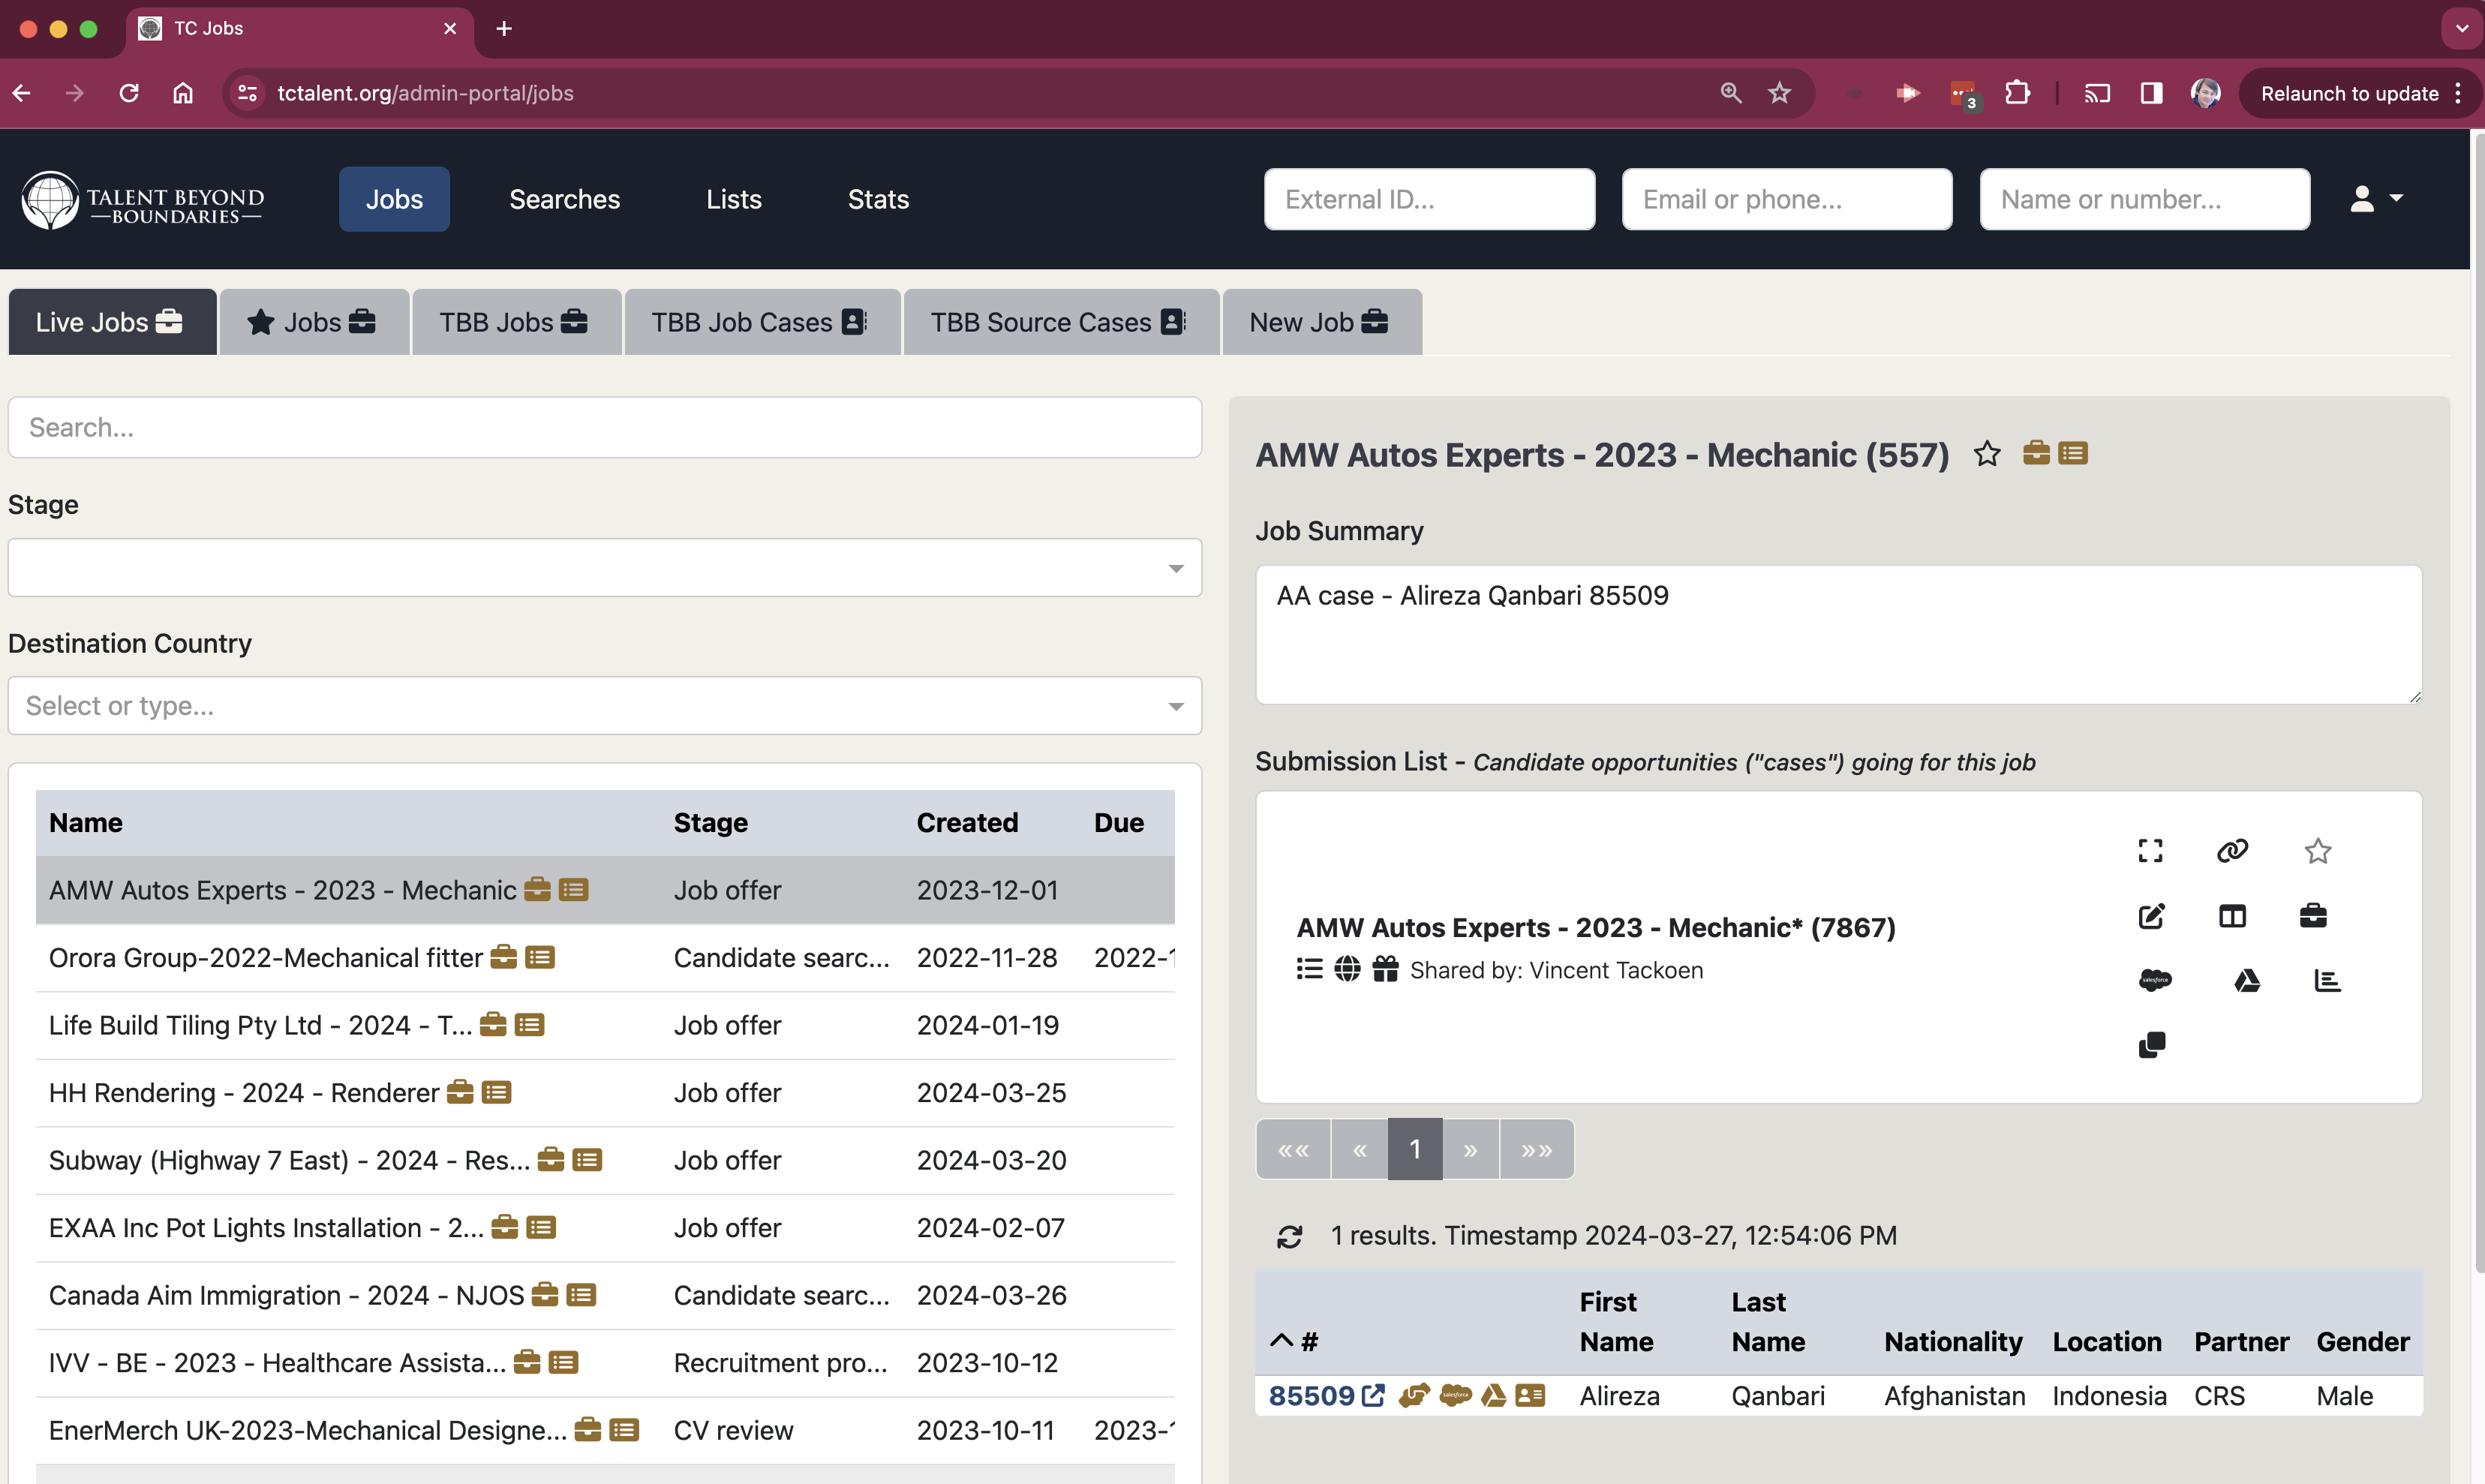 TC Jobs
tctalent.org/admin-portal/jobs
3
Relaunch to update
TALENT BEYOND
BOUNDARIES
Jobs
Searches
Lists
Stats
External ID...
Email or phone...
Name or number...
Live Jobs
Jobs
TBB Jobs
TBB Job Cases
TBB Source Cases
New Job
Search...
Stage
Destination Country
Select or type...
Name Stage Created Due
AMW Autos Experts - 2023 - Mechanic Job offer 2023-12-01
Orora Group-2022-Mechanical fitter Candidate searc... 2022-11-28 2022-1
Life Build Tiling Pty Ltd - 2024 - T... Job offer 2024-01-19
HH Rendering - 2024 - Renderer Job offer 2024-03-25
Subway (Highway 7 East) - 2024 - Res... Job offer 2024-03-20
EXAA Inc Pot Lights Installation - 2... Job offer 2024-02-07
Canada Aim Immigration - 2024 - NJOS Candidate searc... 2024-03-26
IVV - BE - 2023 - Healthcare Assista... Recruitment pro... 2023-10-12
EnerMerch UK-2023-Mechanical Designe... CV review 2023-10-11 2023-1
AMW Autos Experts - 2023 - Mechanic (557)
Job Summary
AA case - Alireza Qanbari 85509
Submission List - Candidate opportunities ("cases") going for this job
AMW Autos Experts - 2023 - Mechanic* (7867)
Shared by: Vincent Tackoen
salesforce
«« « 1 » »»
1 results. Timestamp 2024-03-27, 12:54:06 PM
# First Name Last Name Nationality Location Partner Gender
85509 salesforce Alireza Qanbari Afghanistan Indonesia CRS Male